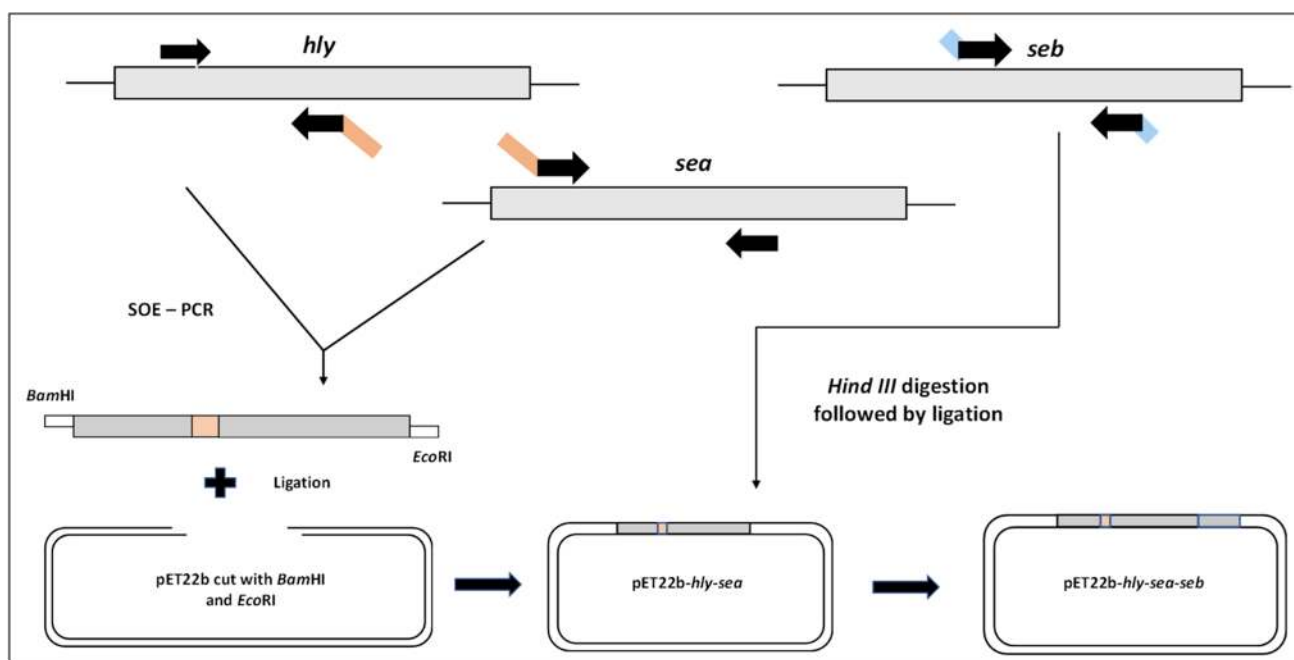 hly
seb
sea
SOE – PCR
BamHI
EcoRI
Hind III digestion
followed by ligation
Ligation
pET22b cut with BamHI
and EcoRI
pET22b-hly-sea
pET22b-hly-sea-seb